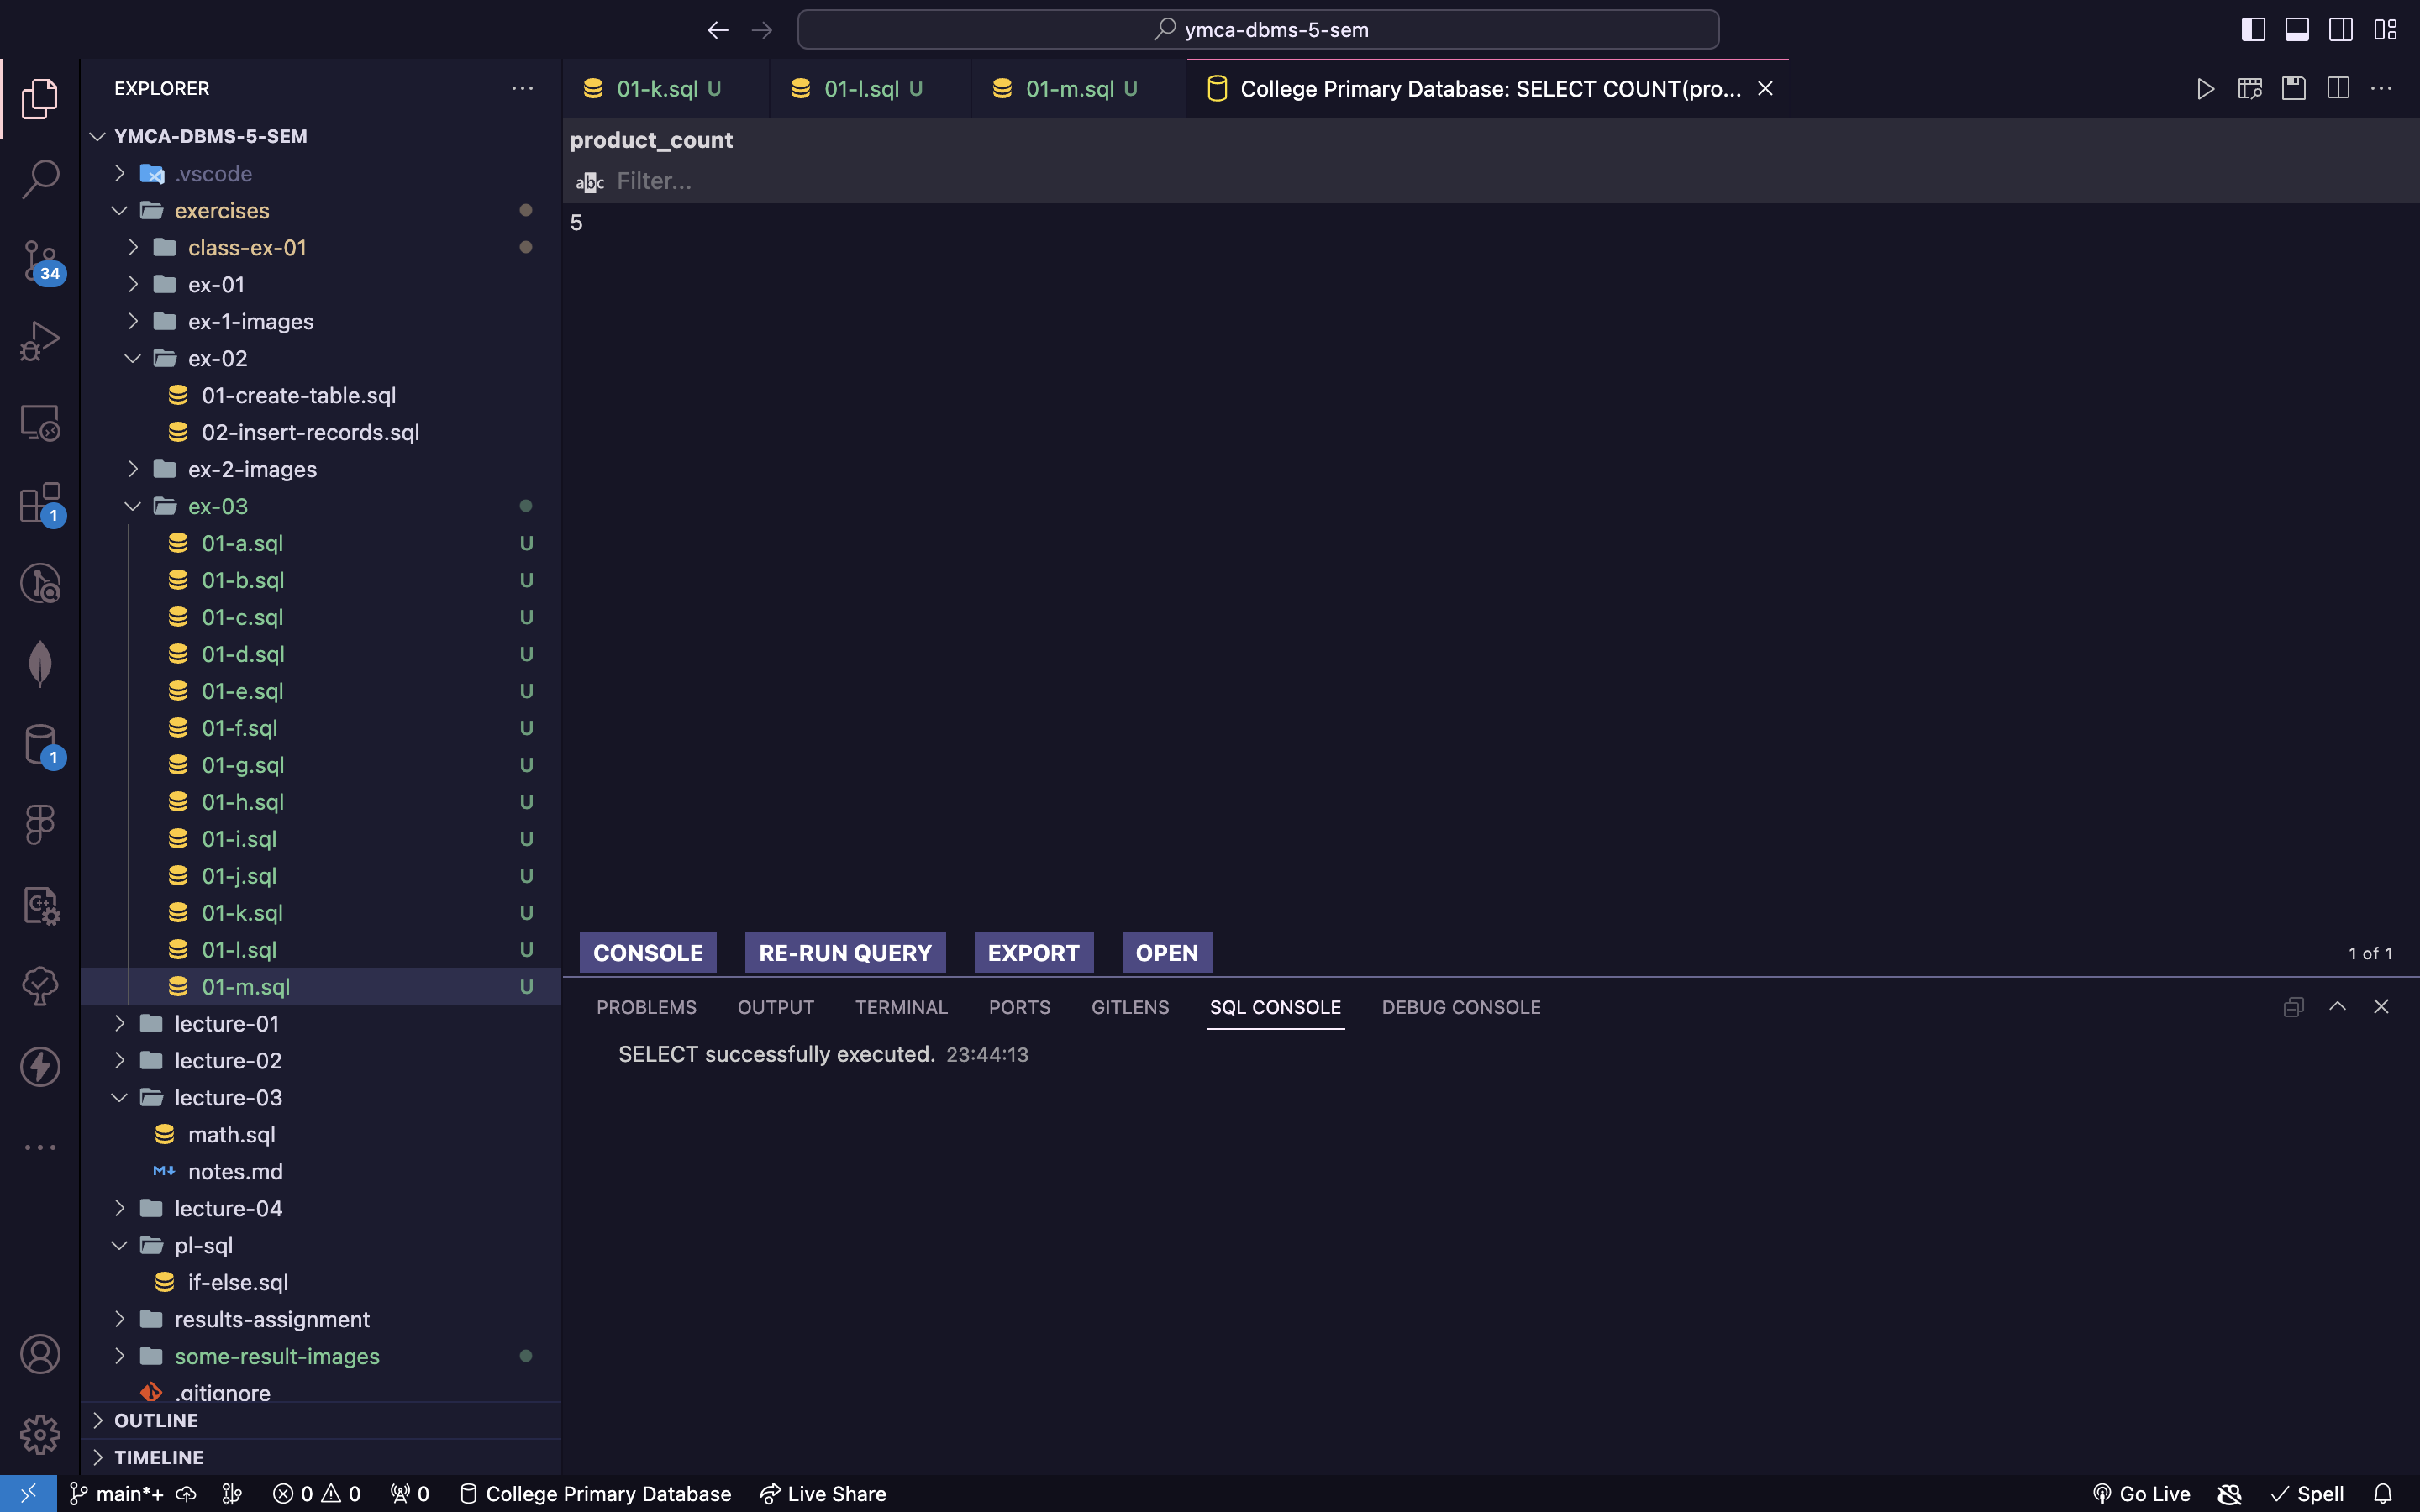 ymca-dbms-5-sem
EXPLORER
YMCA-DBMS-5-SEM
.vscode
exercises
class-ex-01
ex-01
ex-1-images
ex-02
01-create-table.sql
02-insert-records.sql
ex-2-images
ex-03
01-a.sql U
01-b.sql U
01-c.sql U
01-d.sql U
01-e.sql U
01-f.sql U
01-g.sql U
01-h.sql U
01-i.sql U
01-j.sql U
01-k.sql U
01-l.sql U
01-m.sql U
lecture-01
lecture-02
lecture-03
math.sql
notes.md
lecture-04
pl-sql
if-else.sql
results-assignment
some-result-images
.gitignore
OUTLINE
TIMELINE
34
1
1
01-k.sql U 01-l.sql U 01-m.sql U College Primary Database: SELECT COUNT(pro...
product_count
abc Filter...
5
CONSOLE RE-RUN QUERY EXPORT OPEN 1 of 1
PROBLEMS OUTPUT TERMINAL PORTS GITLENS SQL CONSOLE DEBUG CONSOLE
SELECT successfully executed. 23:44:13
main*+ 0 0 0 College Primary Database Live Share Go Live Spell